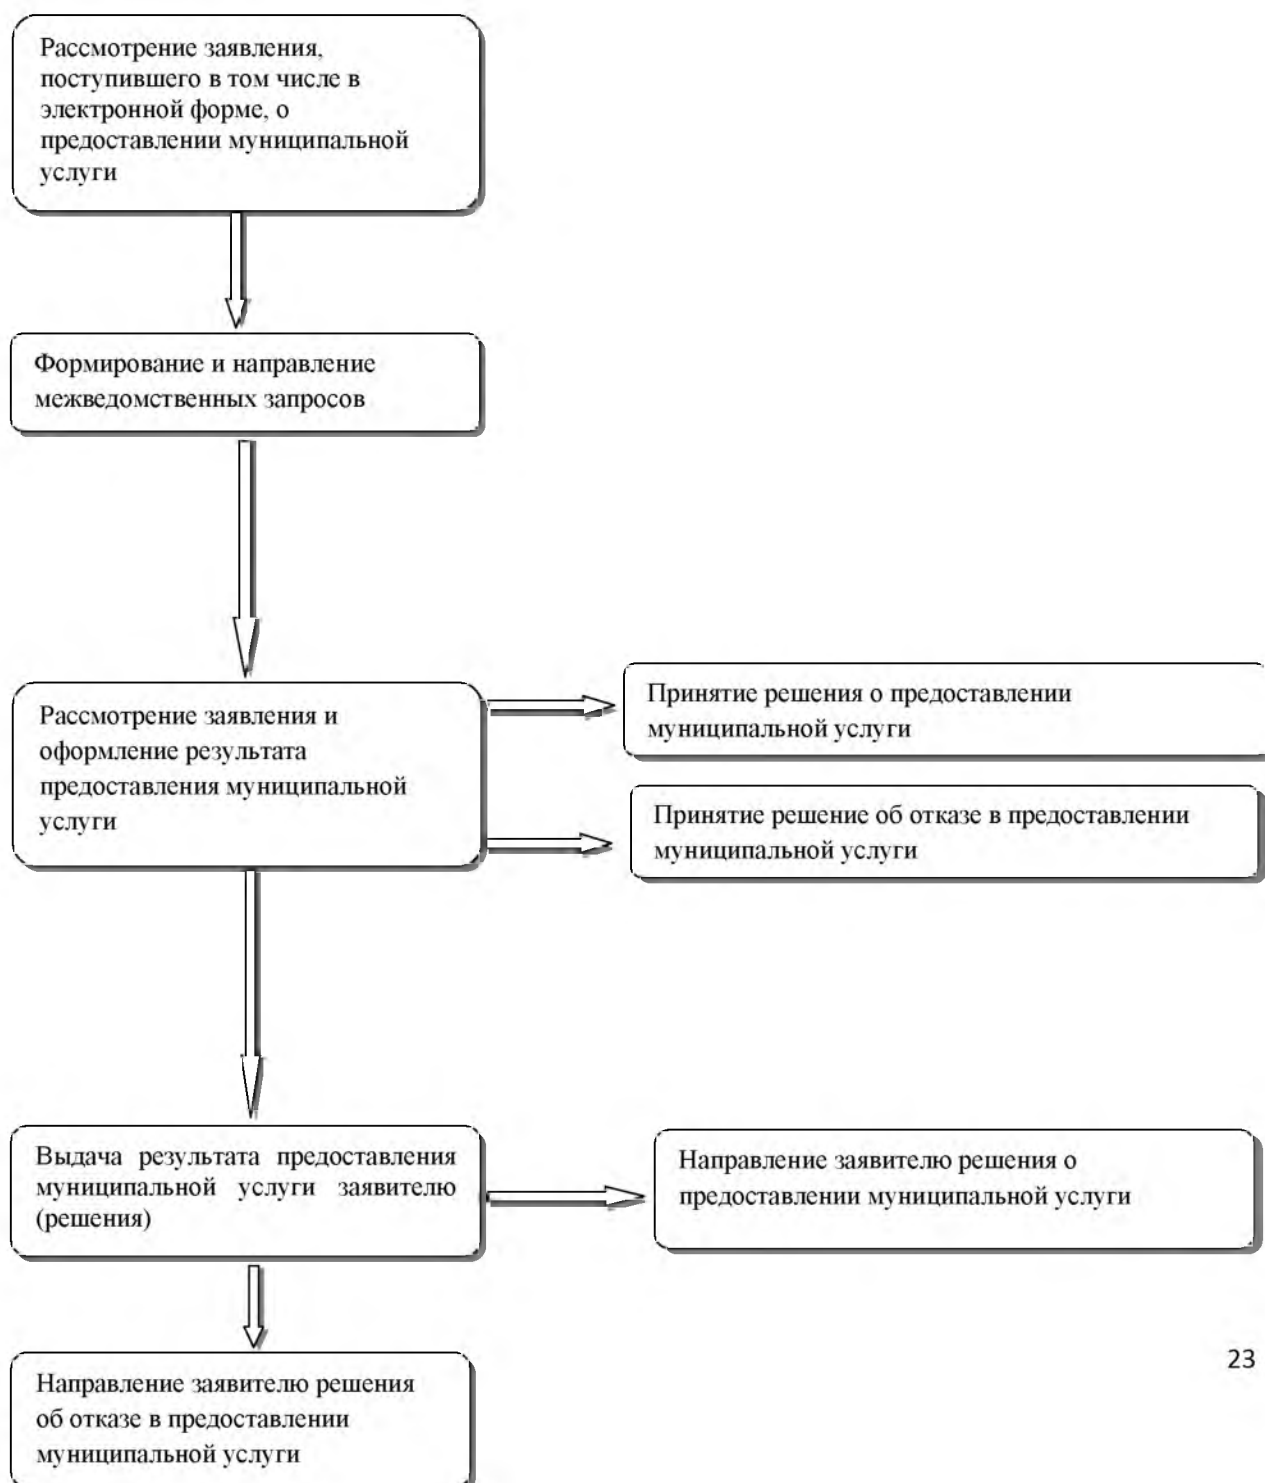 Рассмотрение заявления,
поступившего в том числе в
электронной форме, о
предоставлении муниципальной
услуги
Формирование и направление
межведомственных запросов
Рассмотрение заявления и
оформление результата
предоставления муниципальной
услуги
Принятие решения о предоставлении
муниципальной услуги
Принятие решение об отказе в предоставлении
муниципальной услуги
Выдача результата предоставления
муниципальной услуги заявителю
(решения)
Направление заявителю решения о
предоставлении муниципальной услуги
Направление заявителю решения
об отказе в предоставлении
муниципальной услуги
23